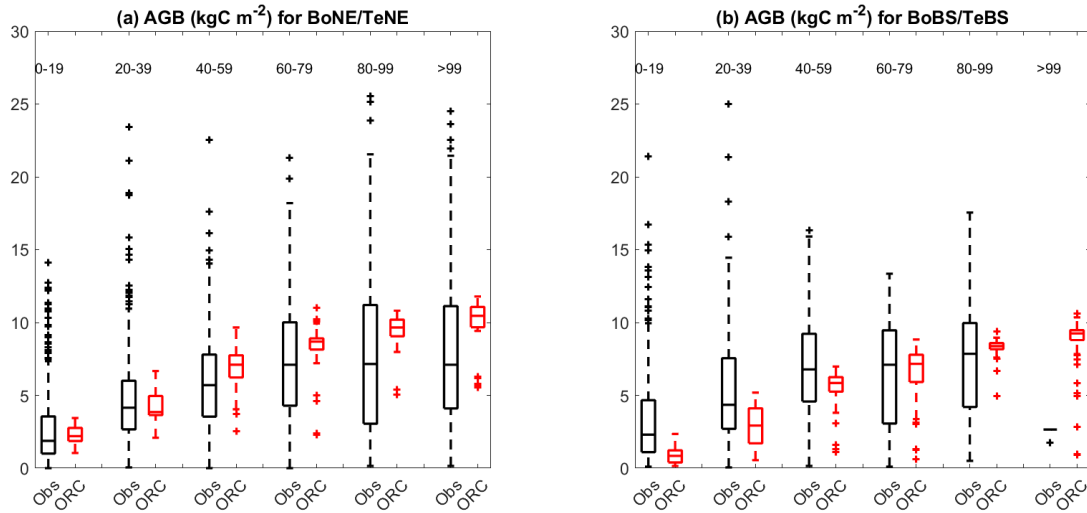 (a) AGB (kgC m⁻²) for BoNE/TeNE
30
25
20
15
10
5
0
0-19 20-39 40-59 60-79 80-99 >99
Obs ORC Obs ORC Obs ORC Obs ORC Obs ORC Obs ORC
(b) AGB (kgC m⁻²) for BoBS/TeBS
30
25
20
15
10
5
0
0-19 20-39 40-59 60-79 80-99 >99
Obs ORC Obs ORC Obs ORC Obs ORC Obs ORC Obs ORC